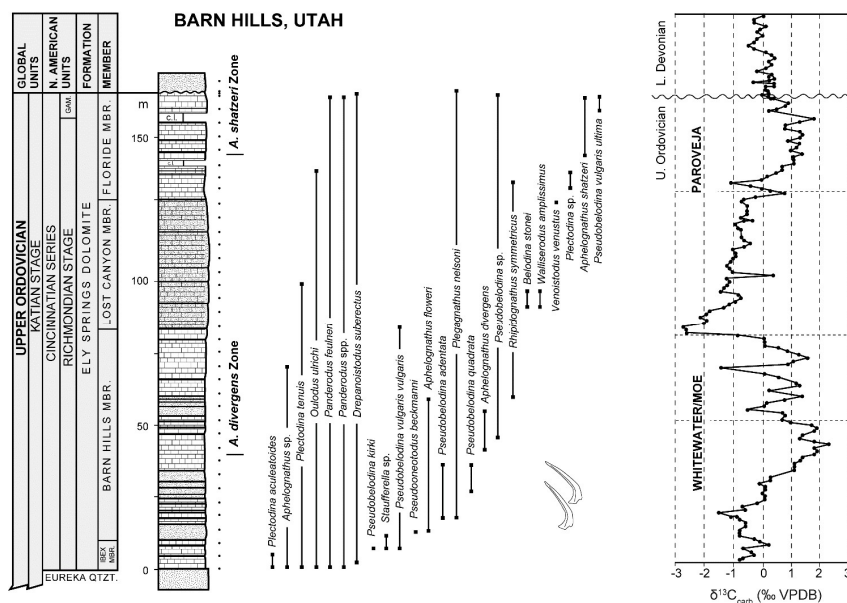 BARN HILLS, UTAH
GLOBAL UNITS
N. AMERICAN UNITS
FORMATION
MEMBER
UPPER ORDOVICIAN
KATIAN STAGE
CINCINNATIAN SERIES
RICHMONDIAN STAGE
GAM.
ELY SPRINGS DOLOMITE
FLORIDE MBR.
LOST CANYON MBR.
BARN HILLS MBR.
IBEX MBR.
EUREKA QTZT.
m
150
100
50
0
c.l.
c.l.
A. shatzeri Zone
A. divergens Zone
Plectodina aculeatoides
Aphelognathus sp.
Plectodina tenuis
Oulodus ulrichi
Panderodus feulneri
Panderodus spp.
Drepanoistodus suberectus
Pseudobelodina kirki
Staufferella sp.
Pseudobelodina vulgaris vulgaris
Pseudooneotodus beckmanni
Aphelognathus floweri
Pseudobelodina adentata
Plegagnathus nelsoni
Pseudobelodina quadrata
Aphelognathus divergens
Pseudobelodina sp.
Rhipidognathus symmetricus
Belodina stonei
Walliserodus amplissimus
Venoistodus venustus
Plectodina sp.
Aphelognathus shatzeri
Pseudobelodina vulgaris ultima
L. Devonian
U. Ordovician
PAROVEJA
WHITEWATER/MOE
-3 -2 -1 0 1 2 3
δ13Ccarb (‰ VPDB)